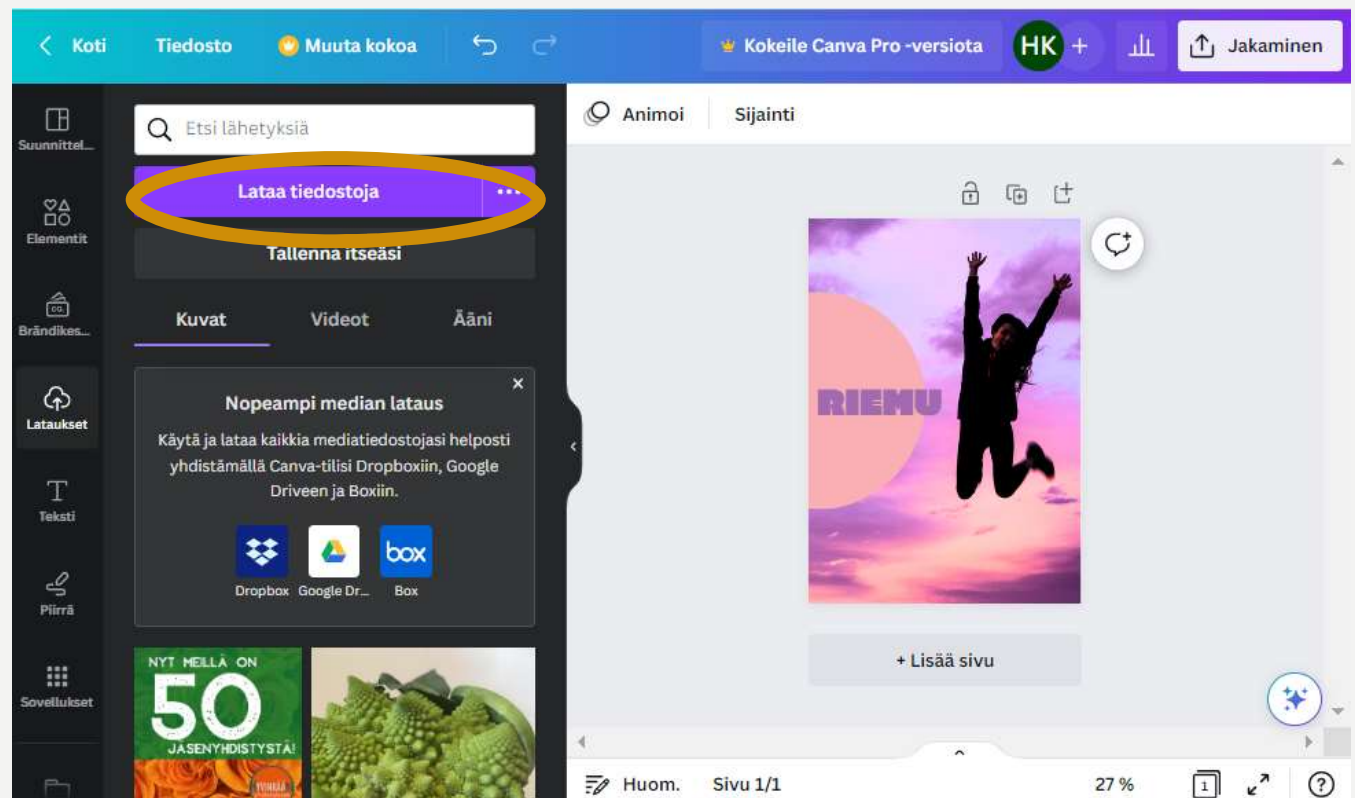 Koti
Tiedosto
Muuta kokoa
Kokeile Canva Pro -versiota
HK
+
Jakaminen
Suunnittel...
Elementit
Brändikes...
Lataukset
Teksti
Piirrä
Sovellukset
Etsi lähetyksiä
Lataa tiedostoja
Tallenna itseäsi
Kuvat
Videot
Ääni
Nopeampi median lataus
Käytä ja lataa kaikkia mediatiedostojasi helposti
yhdistämällä Canva-tilisi Dropboxiin, Google
Driveen ja Boxiin.
box
Dropbox
Google Dr...
Box
NYT MEILLÄ ON
50
JÄSENYHDISTYSTÄ!
Animoi
Sijainti
RIEMU
+ Lisää sivu
Huom.
Sivu 1/1
27 %
1